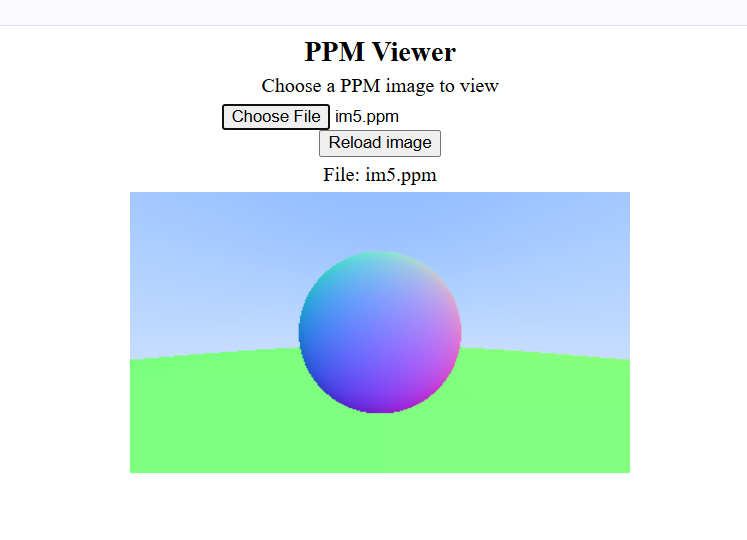 PPM Viewer
Choose a PPM image to view
Choose File im5.ppm
Reload image
File: im5.ppm